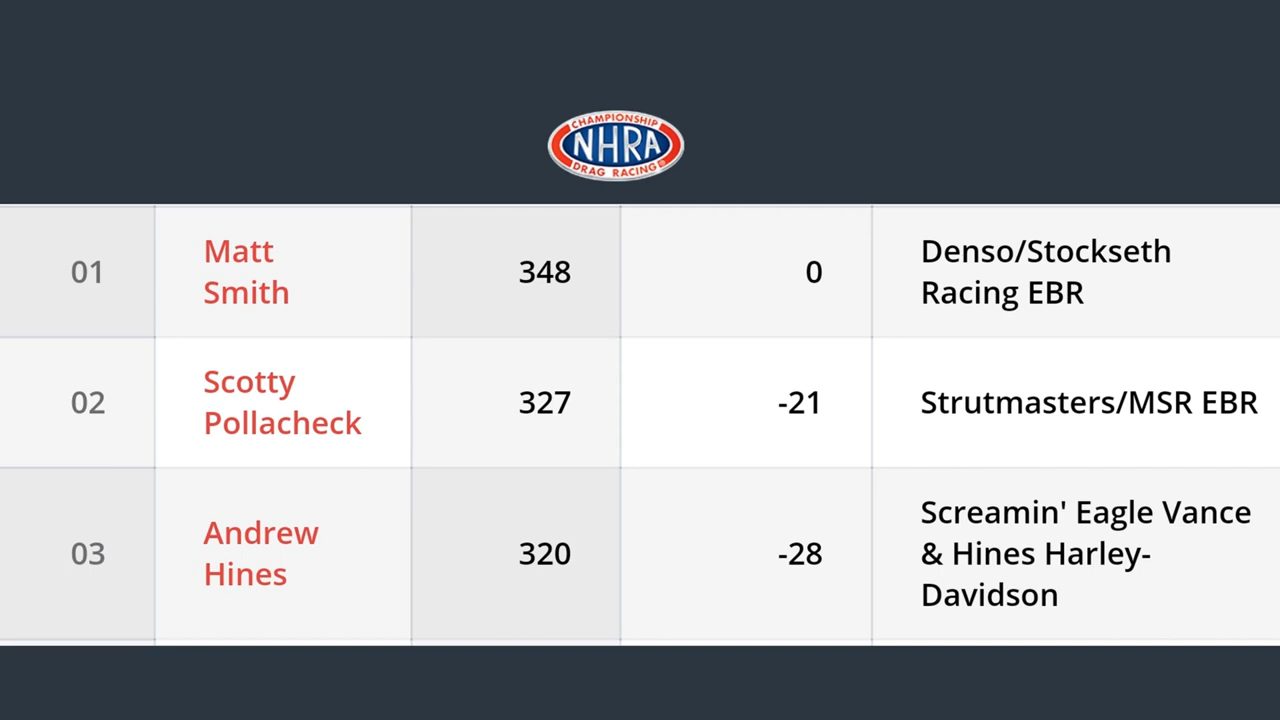 CHAMPIONSHIP
NHRA
DRAG RACING
01
Matt
Smith
348
0
Denso/Stockseth
Racing EBR
02
Scotty
Pollacheck
327
-21
Strutmasters/MSR EBR
03
Andrew
Hines
320
-28
Screamin' Eagle Vance
& Hines Harley-
Davidson